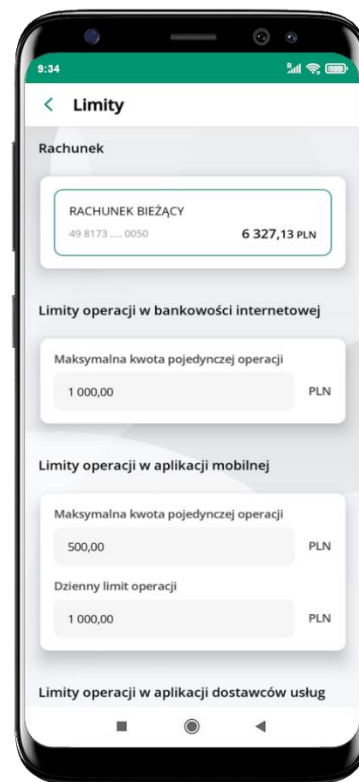 9:34
Limity
Rachunek
RACHUNEK BIEŻĄCY
49 8173 .... 0050 6 327,13 PLN
Limity operacji w bankowości internetowej
Maksymalna kwota pojedynczej operacji
1 000,00 PLN
Limity operacji w aplikacji mobilnej
Maksymalna kwota pojedynczej operacji
500,00 PLN
Dzienny limit operacji
1 000,00 PLN
Limity operacji w aplikacji dostawców usług